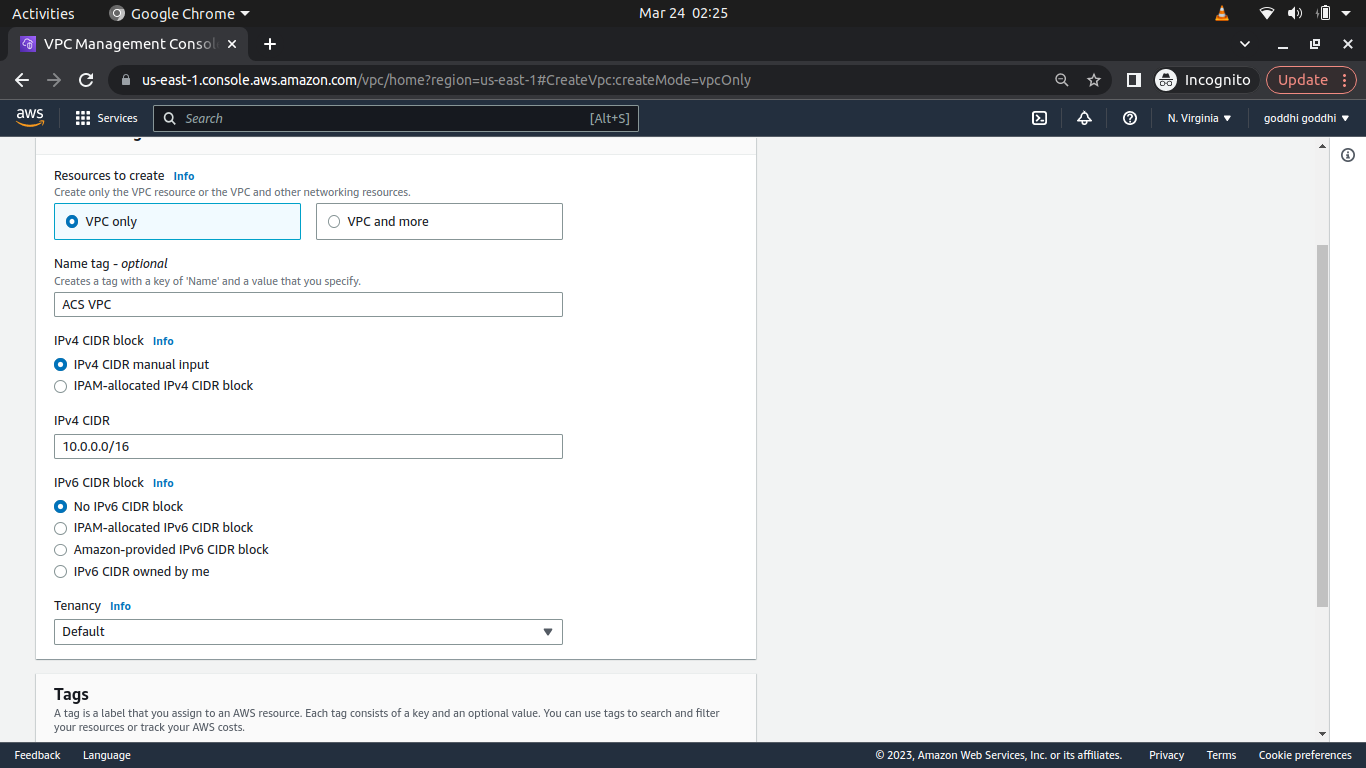 Activities Google Chrome Mar 24 02:25
VPC Management Conso
us-east-1.console.aws.amazon.com/vpc/home?region=us-east-1#CreateVpc:createMode=vpcOnly Incognito Update
aws Services Search [Alt+S] N. Virginia goddhi goddhi
Resources to create Info
Create only the VPC resource or the VPC and other networking resources.
VPC only VPC and more
Name tag - optional
Creates a tag with a key of 'Name' and a value that you specify.
ACS VPC
IPv4 CIDR block Info
IPv4 CIDR manual input
IPAM-allocated IPv4 CIDR block
IPv4 CIDR
10.0.0.0/16
IPv6 CIDR block Info
No IPv6 CIDR block
IPAM-allocated IPv6 CIDR block
Amazon-provided IPv6 CIDR block
IPv6 CIDR owned by me
Tenancy Info
Default
Tags
A tag is a label that you assign to an AWS resource. Each tag consists of a key and an optional value. You can use tags to search and filter
your resources or track your AWS costs.
Feedback Language © 2023, Amazon Web Services, Inc. or its affiliates. Privacy Terms Cookie preferences